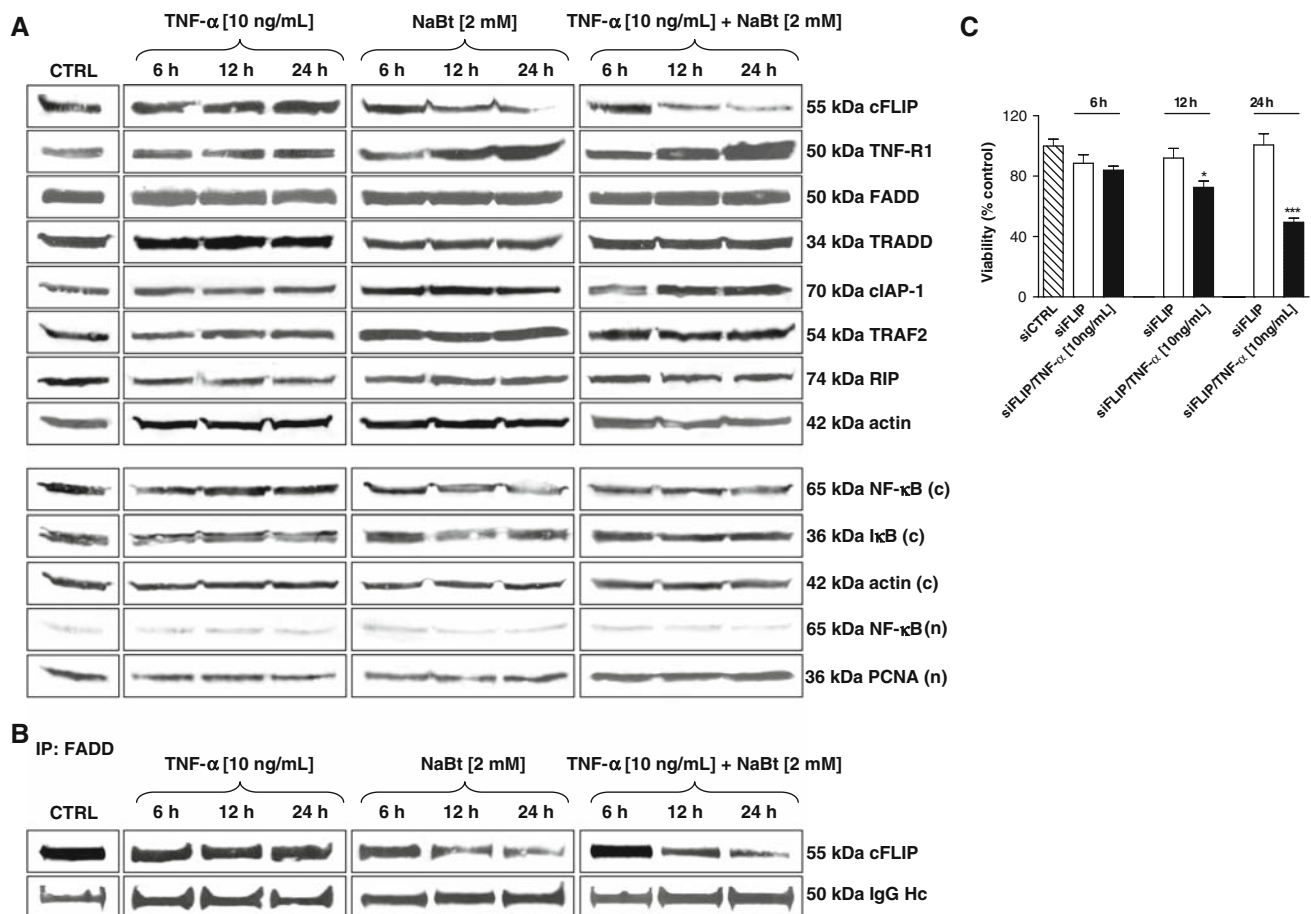 A
TNF-α [10 ng/mL]
NaBt [2 mM]
TNF-α [10 ng/mL] + NaBt [2 mM]
CTRL
6 h
12 h
24 h
6 h
12 h
24 h
6 h
12 h
24 h
55 kDa cFLIP
50 kDa TNF-R1
50 kDa FADD
34 kDa TRADD
70 kDa cIAP-1
54 kDa TRAF2
74 kDa RIP
42 kDa actin
65 kDa NF-κB (c)
36 kDa IκB (c)
42 kDa actin (c)
65 kDa NF-κB (n)
36 kDa PCNA (n)
B
IP: FADD
TNF-α [10 ng/mL]
NaBt [2 mM]
TNF-α [10 ng/mL] + NaBt [2 mM]
CTRL
6 h
12 h
24 h
6 h
12 h
24 h
6 h
12 h
24 h
55 kDa cFLIP
50 kDa IgG Hc
C
6 h
12 h
24 h
Viability (% control)
120
80
40
0
*
***
siCTRL
siFLIP
siFLIP/TNF-α [10ng/mL]
siFLIP
siFLIP/TNF-α [10ng/mL]
siFLIP
siFLIP/TNF-α [10ng/mL]